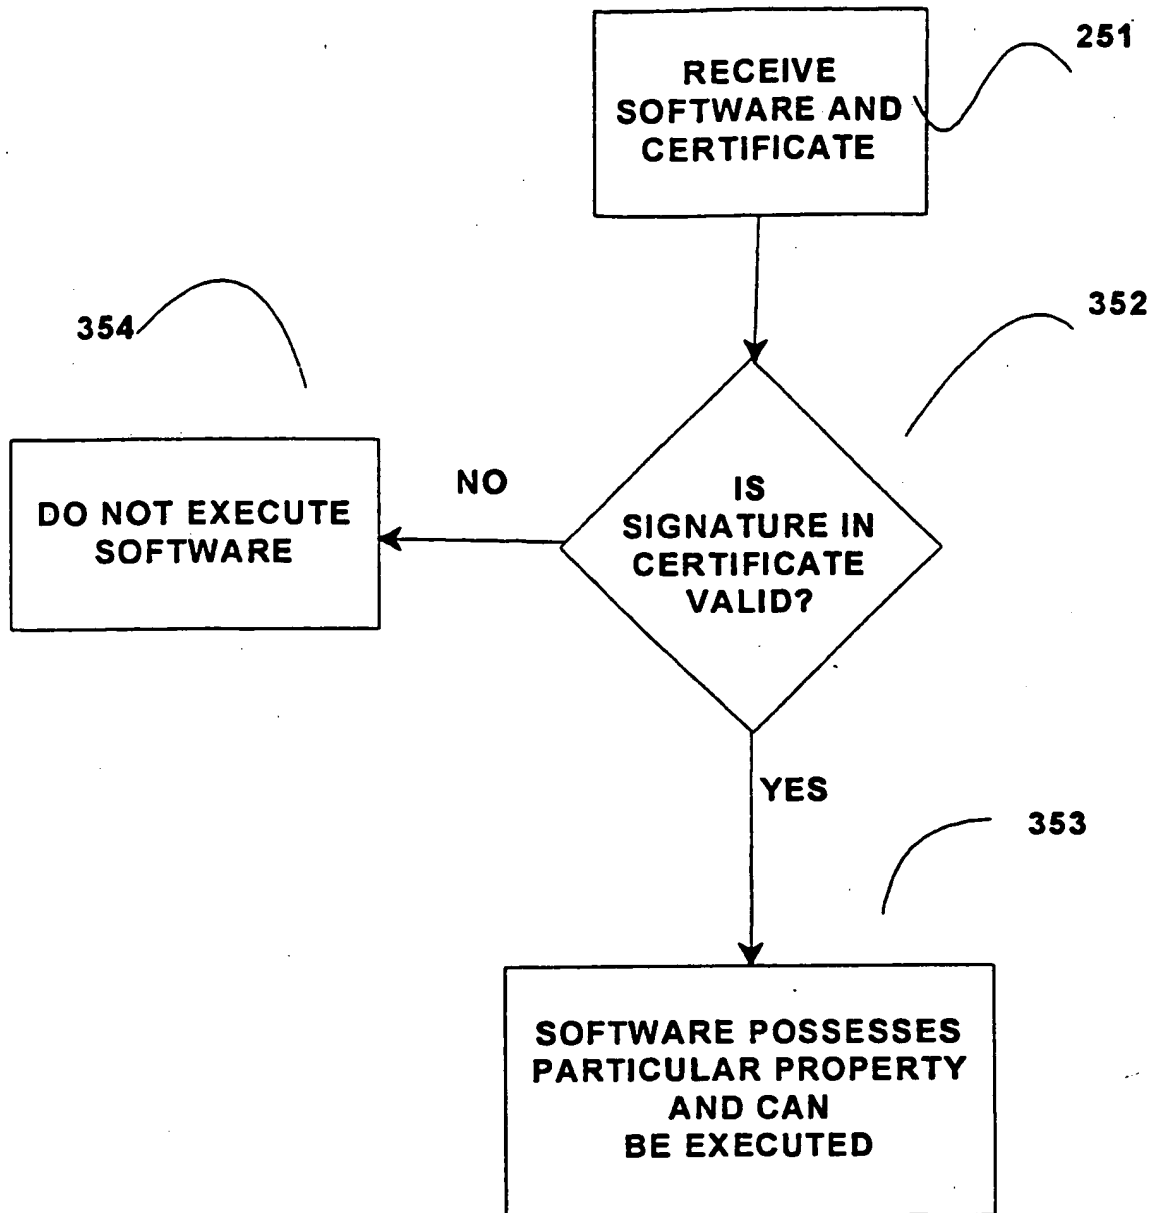 251
RECEIVE
SOFTWARE AND
CERTIFICATE
352
354
NO
IS
SIGNATURE IN
CERTIFICATE
VALID?
DO NOT EXECUTE
SOFTWARE
YES
353
SOFTWARE POSSESSES
PARTICULAR PROPERTY
AND CAN
BE EXECUTED